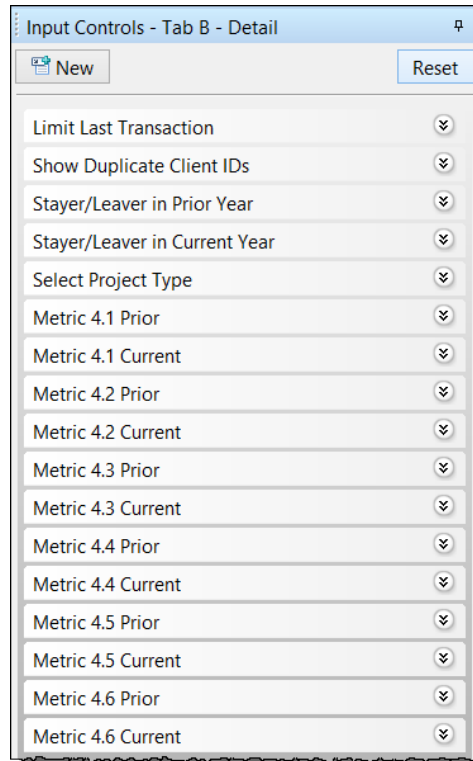 Input Controls - Tab B - Detail
New Reset
Limit Last Transaction
Show Duplicate Client IDs
Stayer/Leaver in Prior Year
Stayer/Leaver in Current Year
Select Project Type
Metric 4.1 Prior
Metric 4.1 Current
Metric 4.2 Prior
Metric 4.2 Current
Metric 4.3 Prior
Metric 4.3 Current
Metric 4.4 Prior
Metric 4.4 Current
Metric 4.5 Prior
Metric 4.5 Current
Metric 4.6 Prior
Metric 4.6 Current